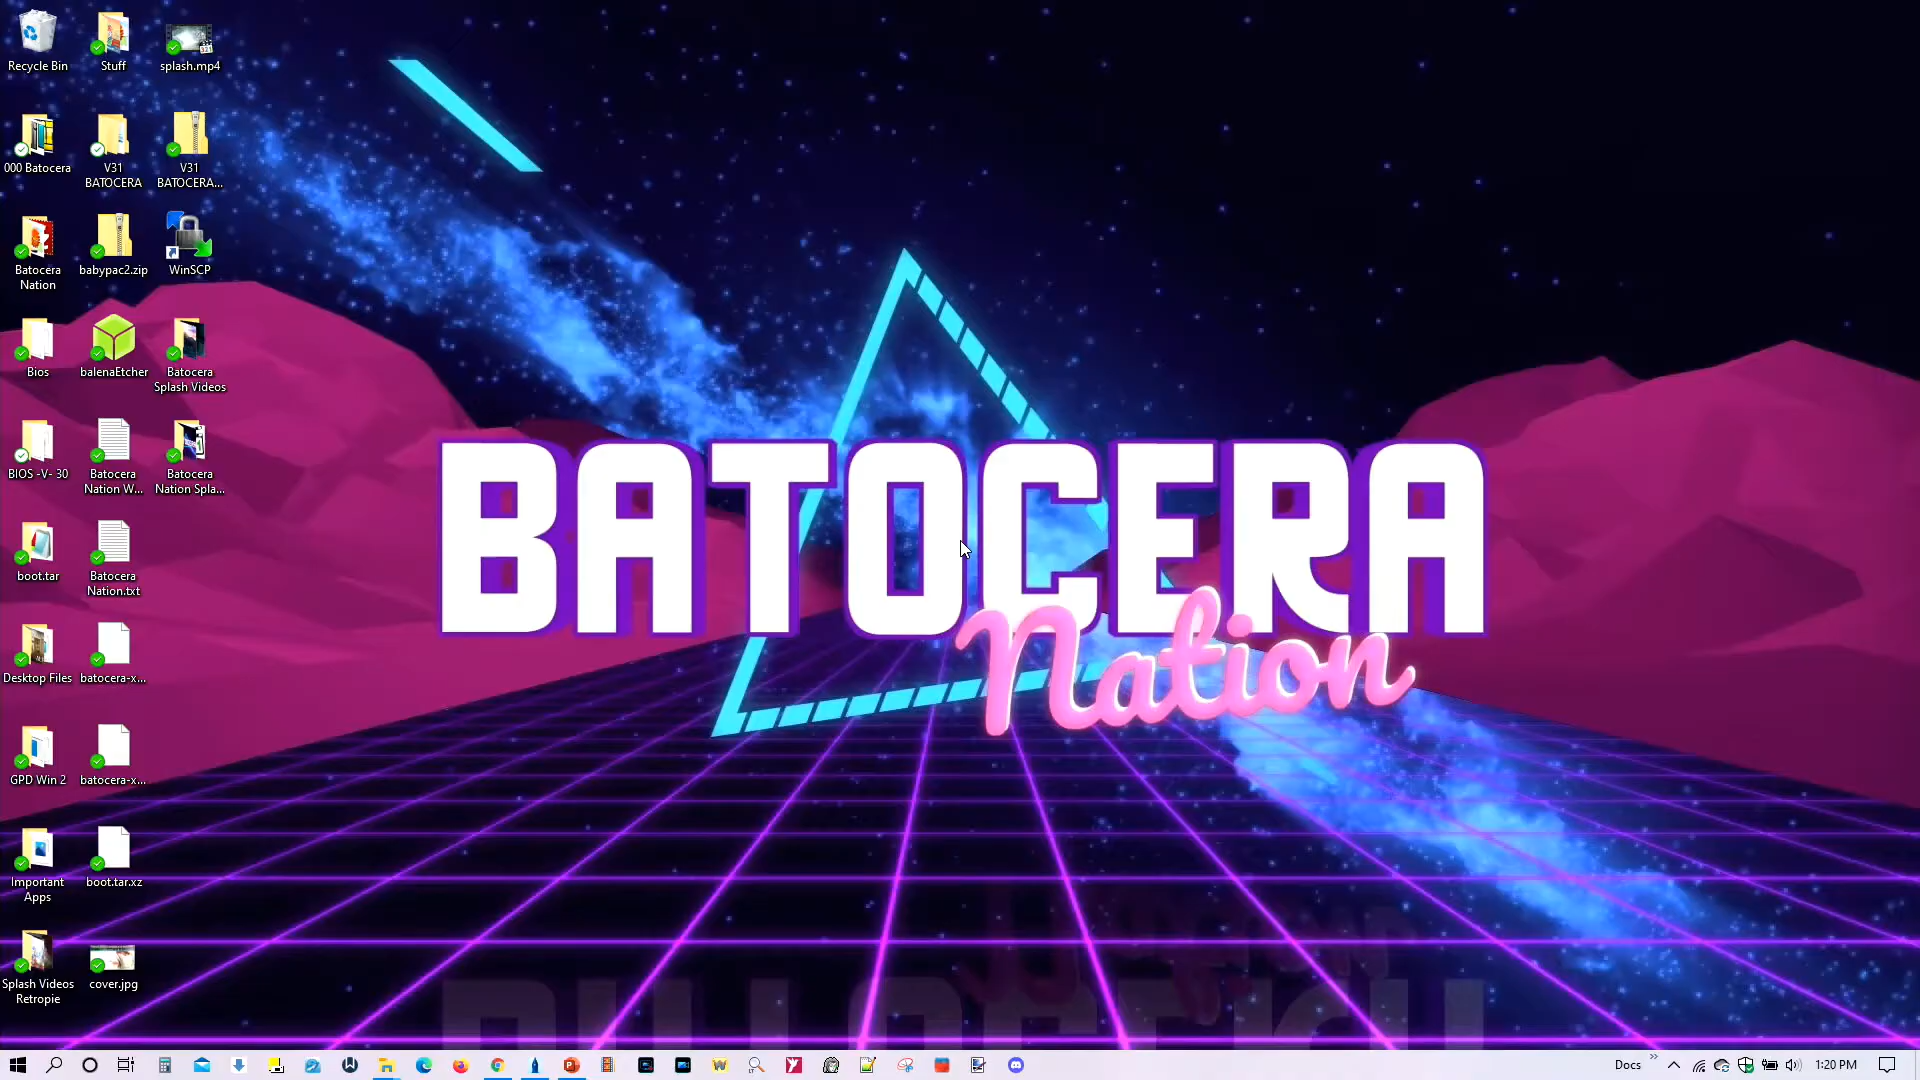 Recycle Bin
Stuff
splash.mp4
000 Batocera
V31
BATOCERA
V31
BATOCERA...
Batocera
Nation
babypac2.zip
WinSCP
Bios
balenaEtcher
Batocera
Splash Videos
BIOS -V- 30
Batocera
Nation W...
Batocera
Nation Spla...
boot.tar
Batocera
Nation.txt
Desktop Files
batocera-x...
GPD Win 2
batocera-x...
Important
Apps
boot.tar.xz
Splash Videos
Retropie
cover.jpg
BATOCERA
Nation
Docs
1:20 PM